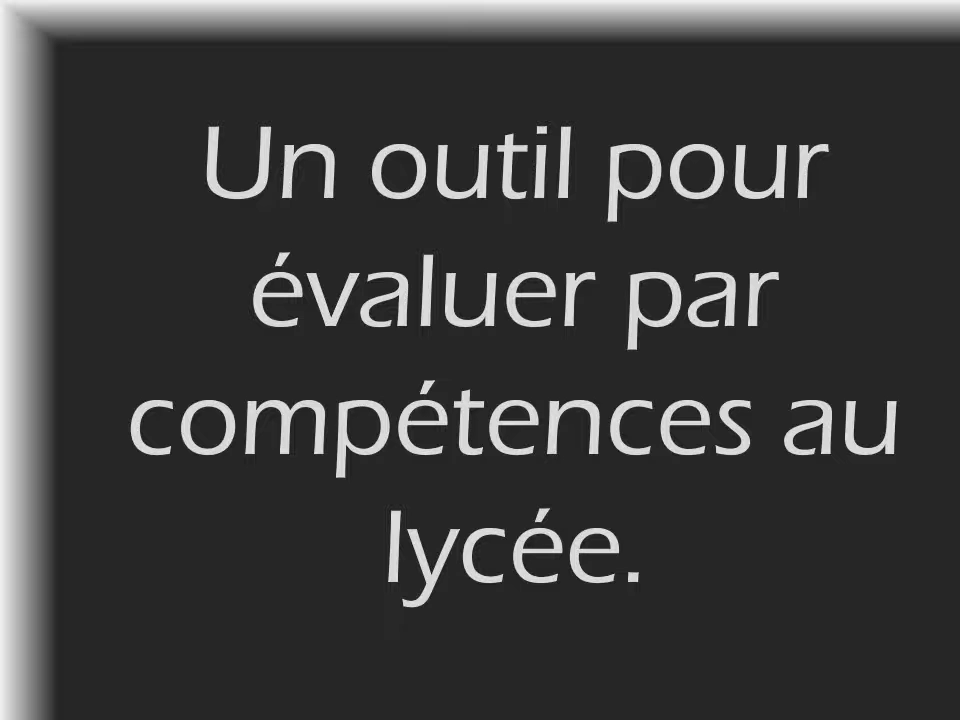 Un outil pour
évaluer par
compétences au
lycée.